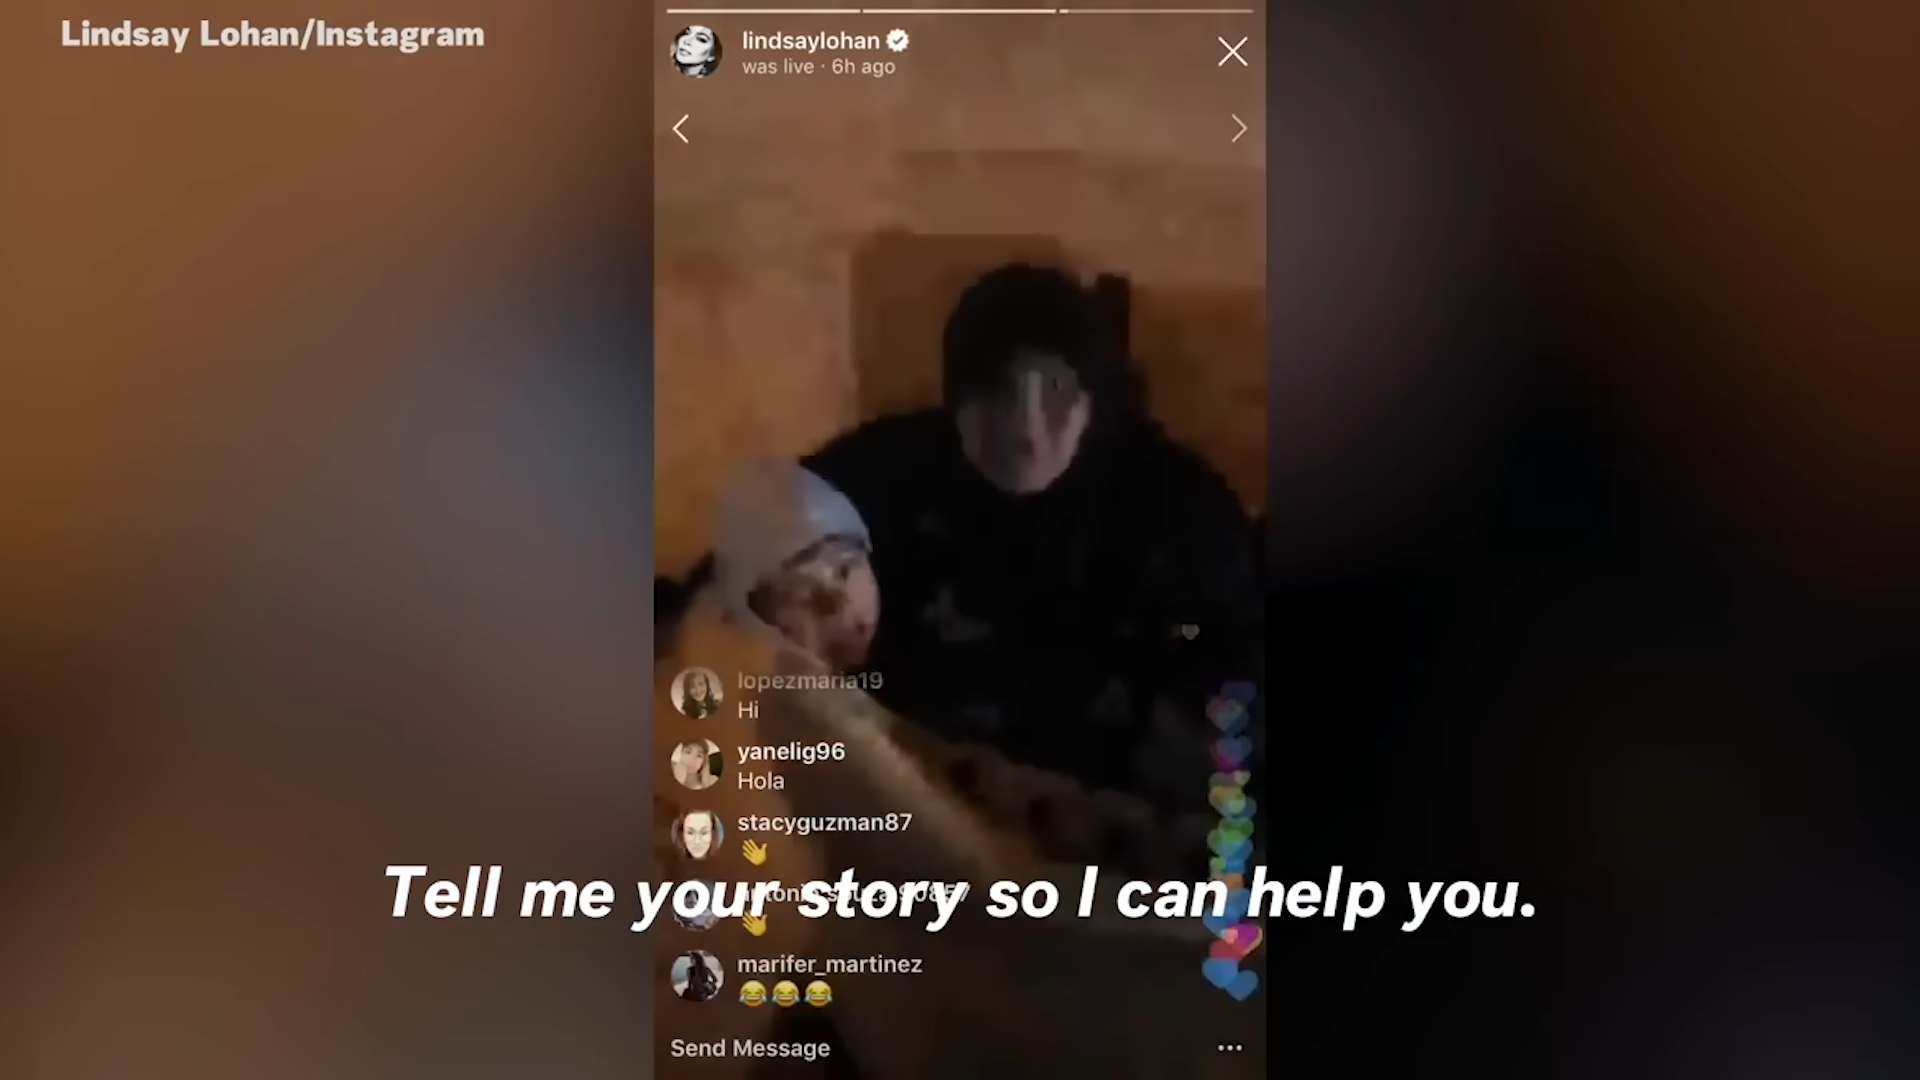 Lindsay Lohan/Instagram
lindsaylohan
was live · 6h ago
lopezmaria19
Hi
yanelig96
Hola
stacyguzman87
👋
Tell me your story so I can help you.
👋
marifer_martinez
😂😂😂
Send Message